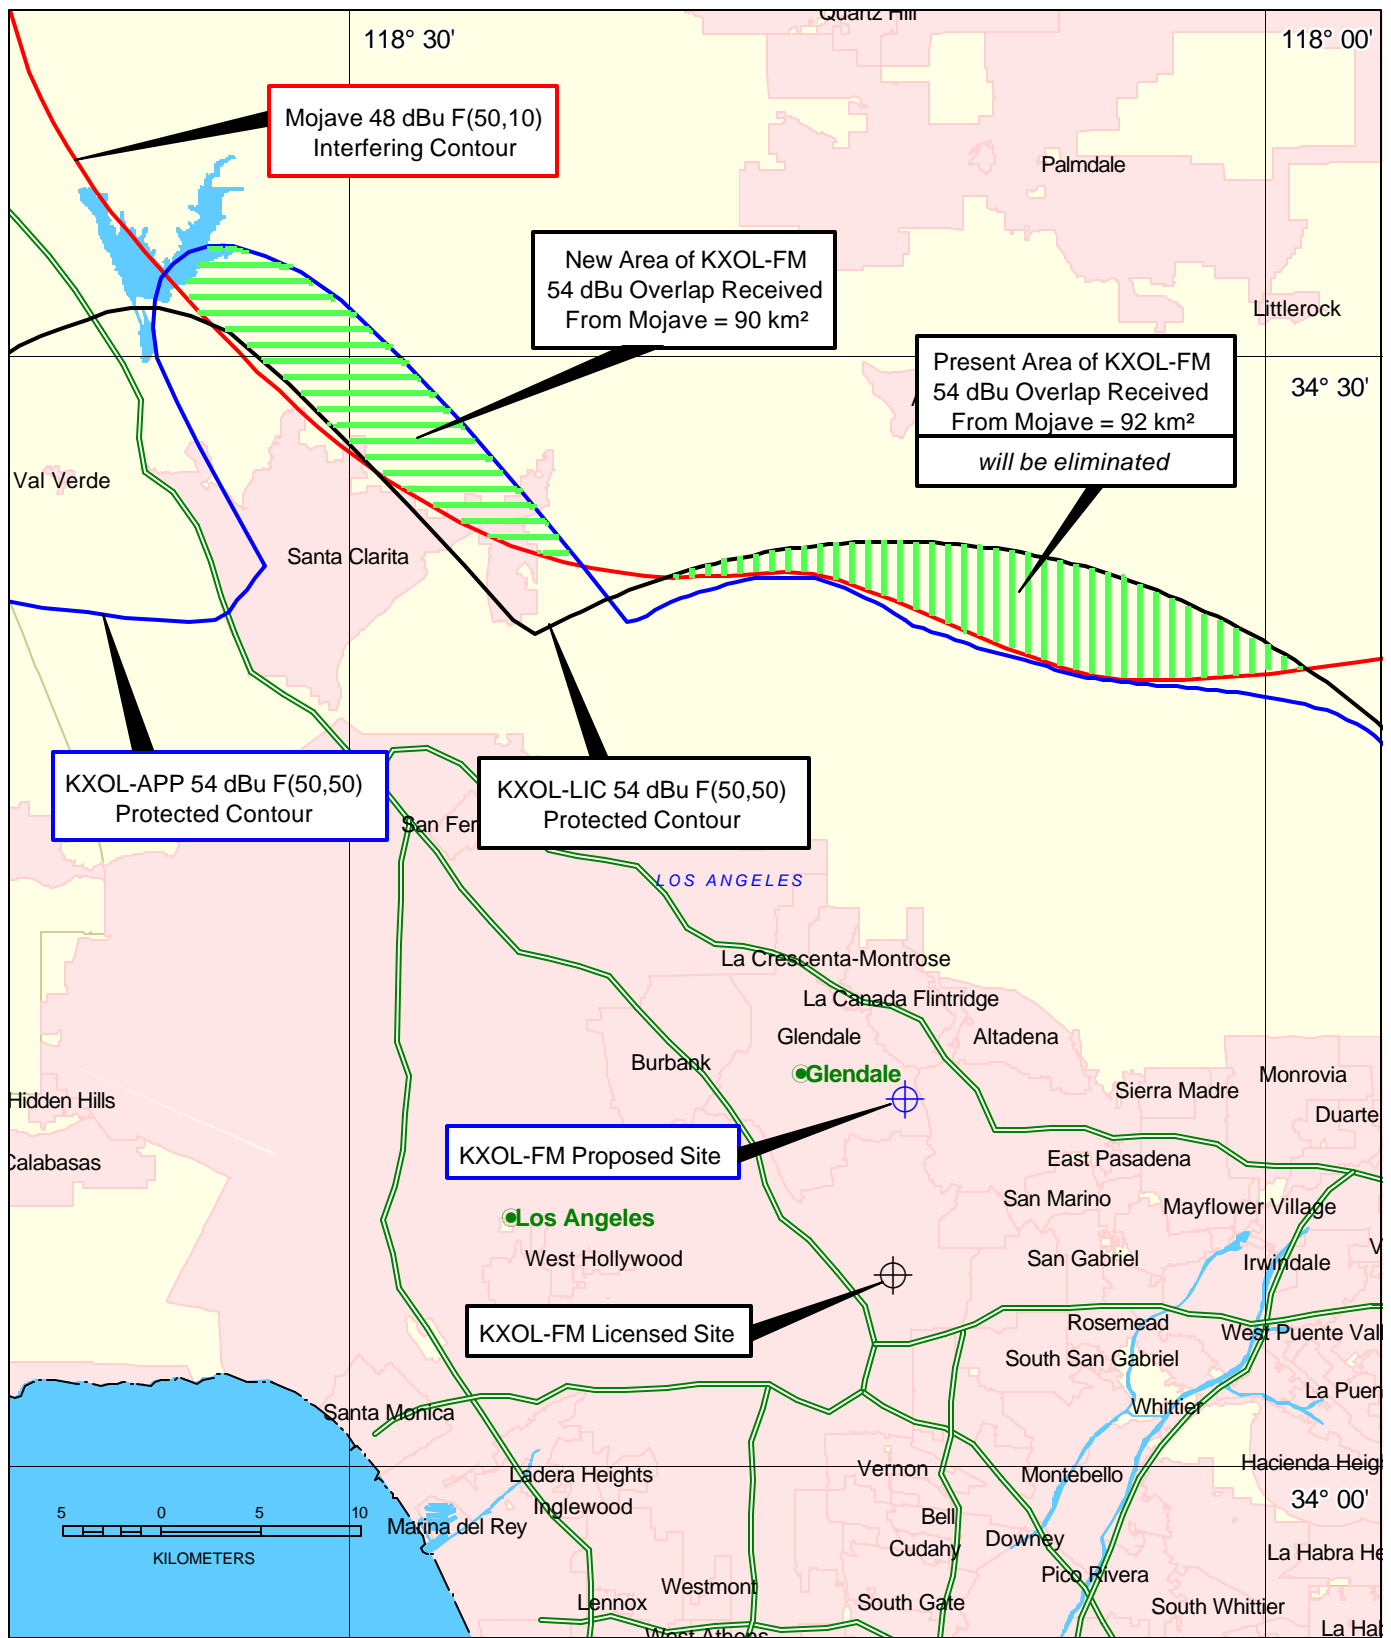 Quartz Hill
118° 30'
118° 00'
Mojave 48 dBu F(50,10)
Interfering Contour
Palmdale
New Area of KXOL-FM
54 dBu Overlap Received
From Mojave = 90 km²
Littlerock
Present Area of KXOL-FM
54 dBu Overlap Received
From Mojave = 92 km²
will be eliminated
34° 30'
Val Verde
Santa Clarita
KXOL-APP 54 dBu F(50,50)
Protected Contour
KXOL-LIC 54 dBu F(50,50)
Protected Contour
San Fer
LOS ANGELES
La Crescenta-Montrose
La Canada Flintridge
Glendale
Altadena
Burbank
Glendale
Monrovia
Sierra Madre
Hidden Hills
Duarte
KXOL-FM Proposed Site
East Pasadena
Calabasas
San Marino
Mayflower Village
Los Angeles
West Hollywood
San Gabriel
Irwindale
V
KXOL-FM Licensed Site
Rosemead
West Puente Vall
South San Gabriel
La Puen
Whittier
Santa Monica
Hacienda Heig
Ladera Heights
Vernon
Montebello
34° 00'
Inglewood
5 0 5 10
KILOMETERS
Marina del Rey
Bell
Cudahy
Downey
La Habra He
Pico Rivera
Westmont
Lennox
South Gate
South Whittier
West Athens
La Hab